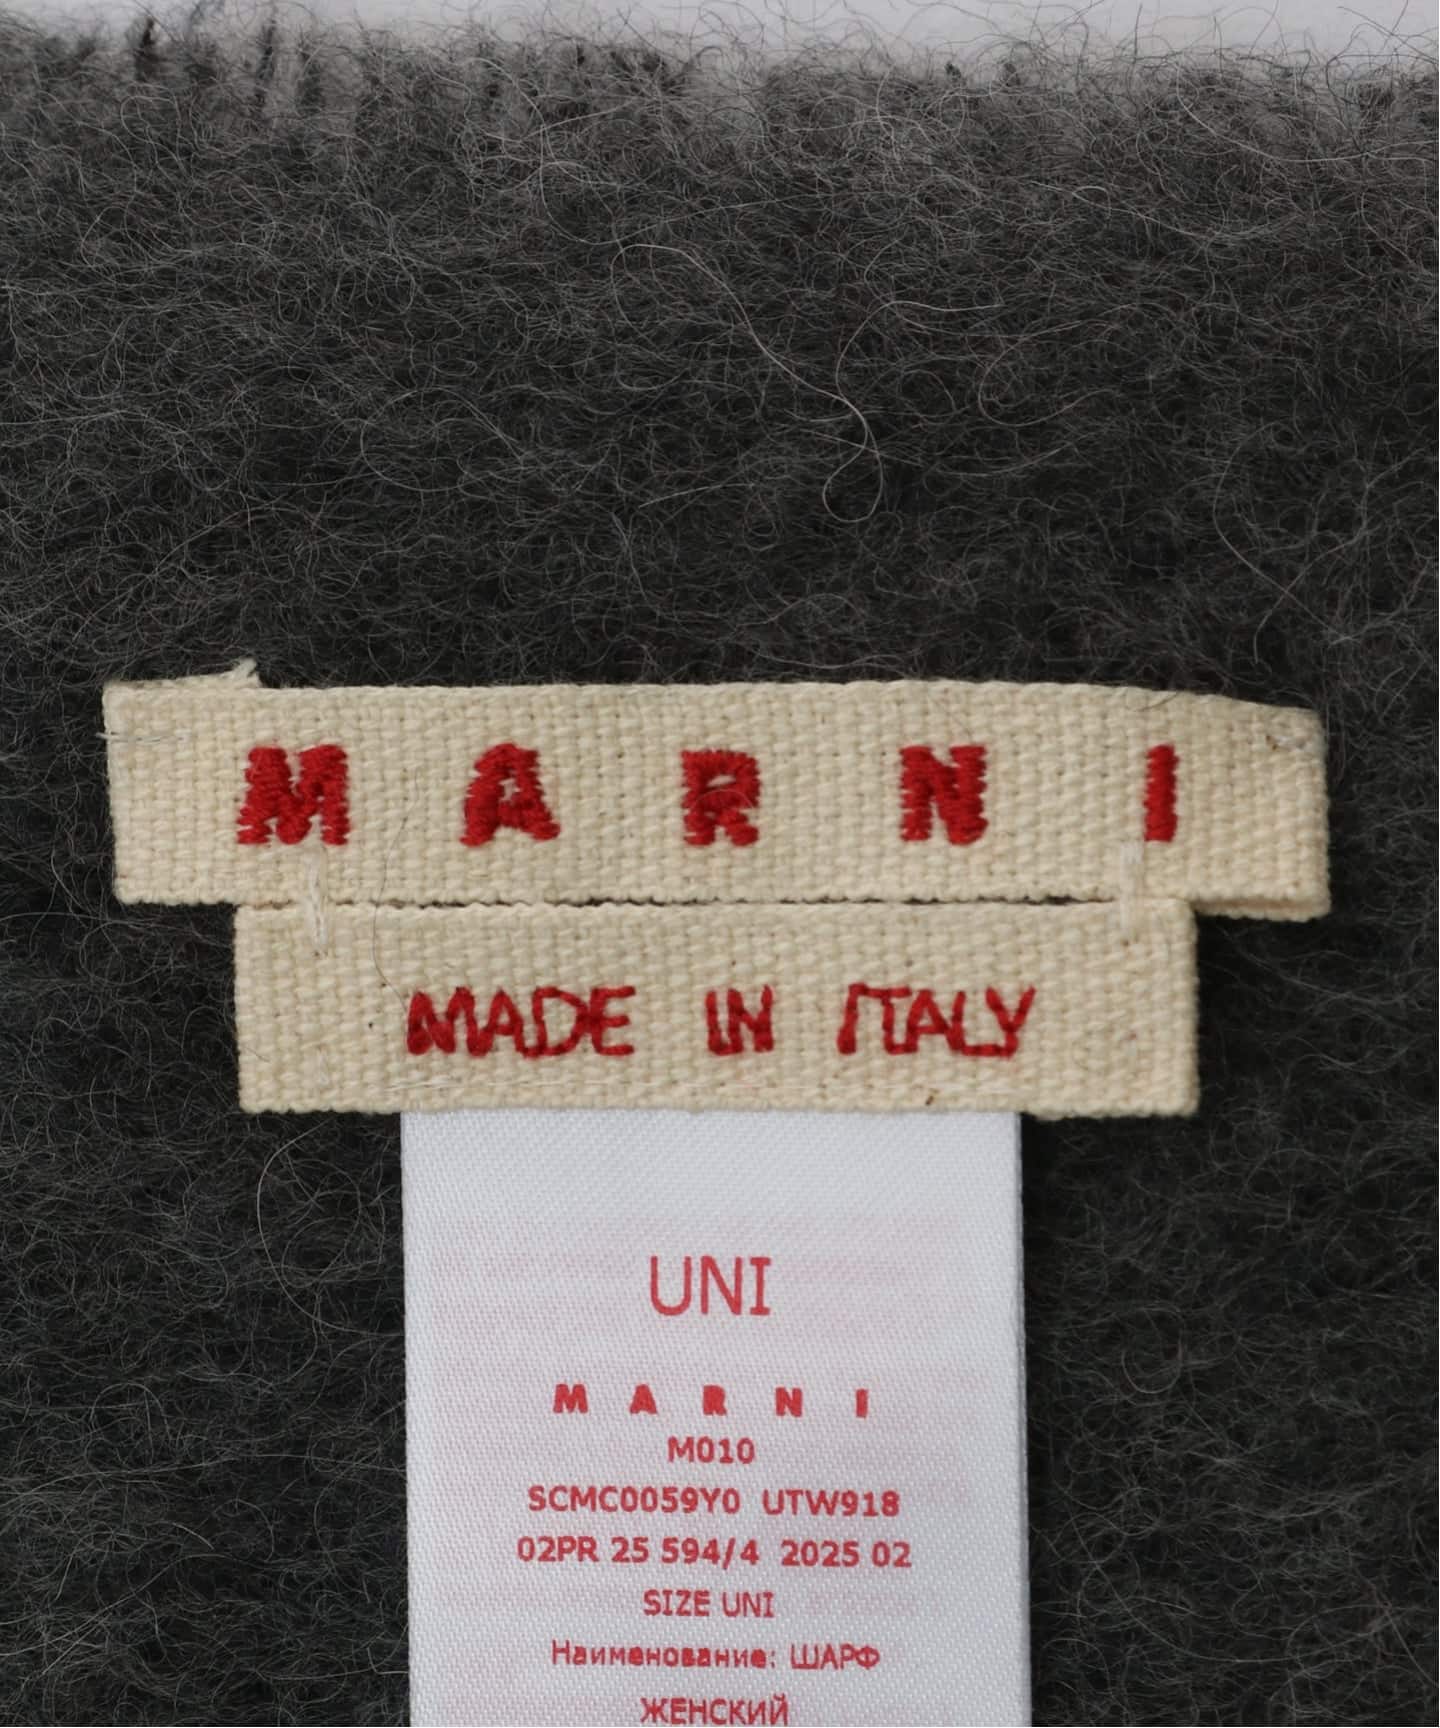 MARNI
MADE IN ITALY
UNI
MARNI
M010
SCMC0059Y0 UTW918
02PR 25 594/4 2025 02
SIZE UNI
Наименование: ШАРФ
ЖЕНСКИЙ